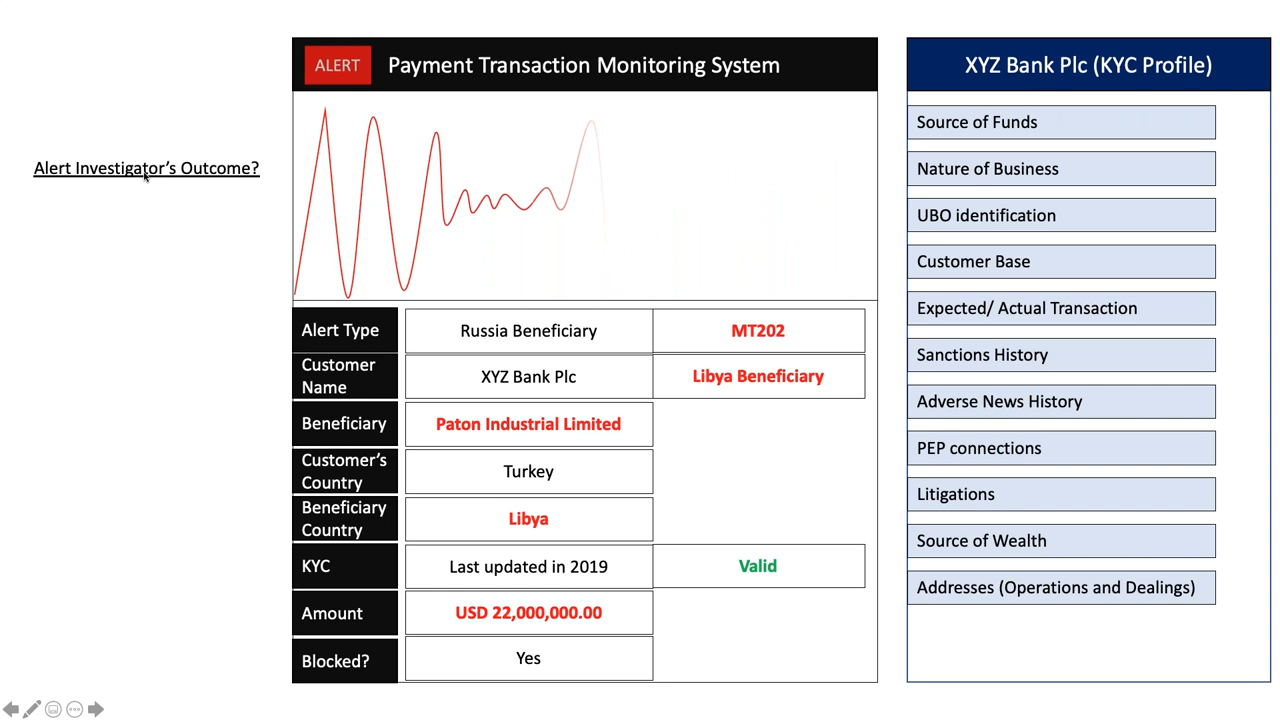 Alert Investigator's Outcome?
ALERT
Payment Transaction Monitoring System
Alert Type
Russia Beneficiary
MT202
Customer
Name
XYZ Bank Plc
Libya Beneficiary
Beneficiary
Paton Industrial Limited
Customer's
Country
Turkey
Beneficiary
Country
Libya
KYC
Last updated in 2019
Valid
Amount
USD 22,000,000.00
Blocked?
Yes
XYZ Bank Plc (KYC Profile)
Source of Funds
Nature of Business
UBO identification
Customer Base
Expected/ Actual Transaction
Sanctions History
Adverse News History
PEP connections
Litigations
Source of Wealth
Addresses (Operations and Dealings)